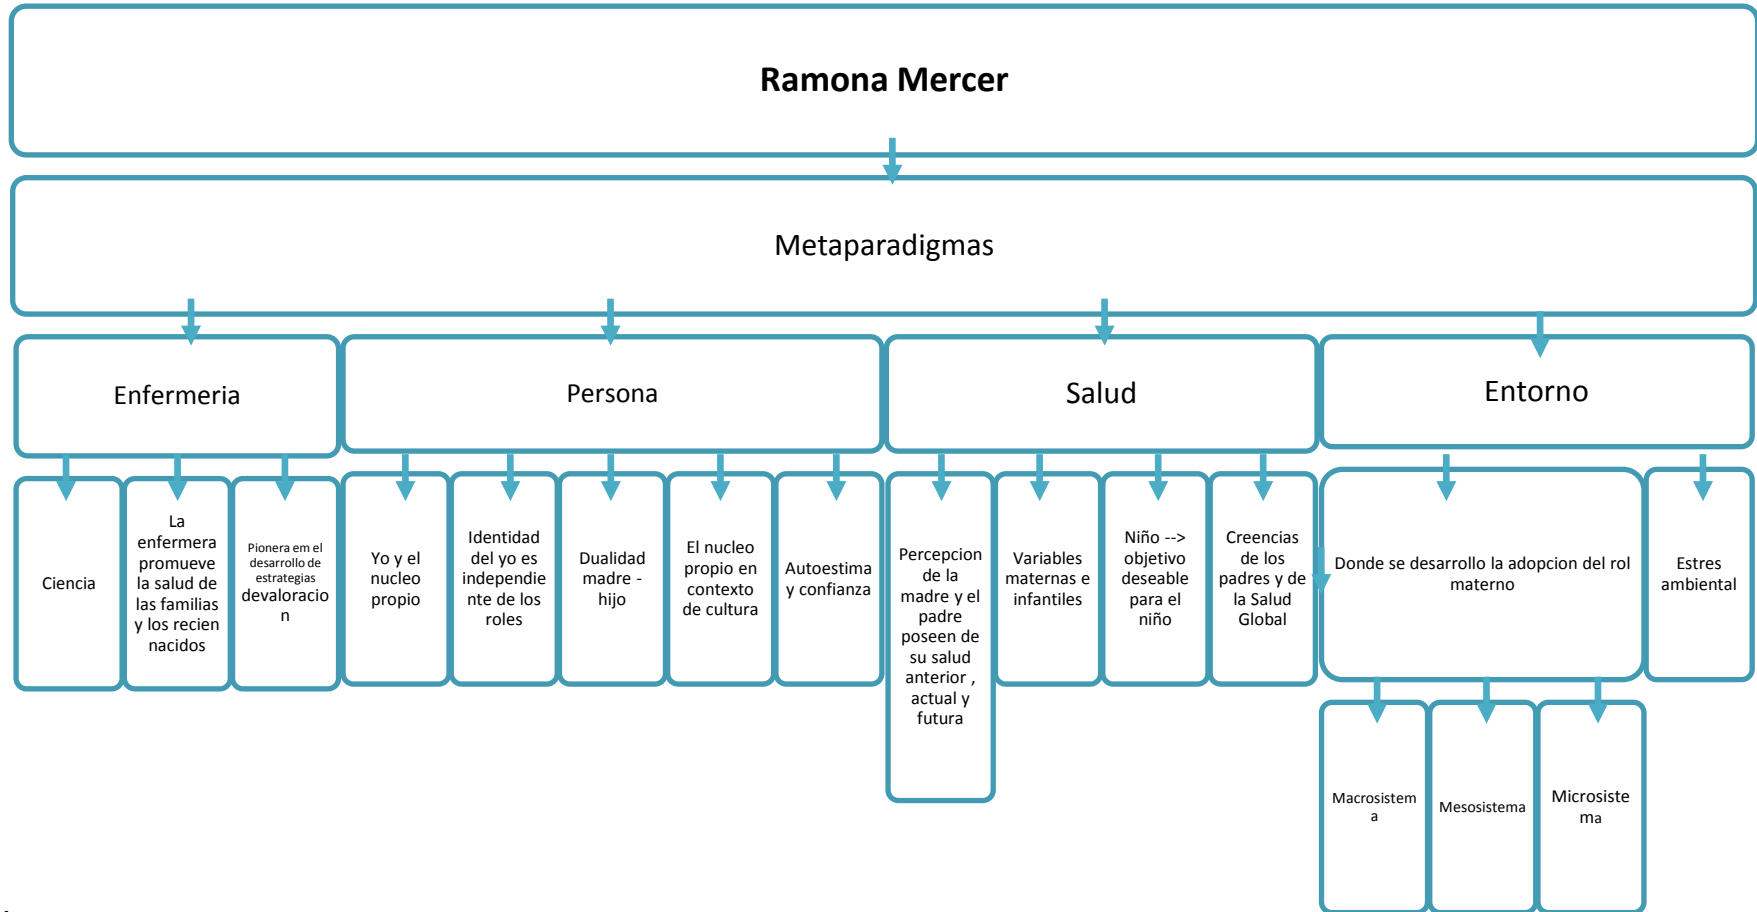 Ramona Mercer
Metaparadigmas
Enfermeria
Persona
Salud
Entorno
Ciencia
La
enfermera
promueve
la salud de
las familias
y los recien
nacidos
Pionera em el
desarrollo de
estrategias
devaloracio
n
Yo y el
nucleo
propio
Identidad
del yo es
independie
nte de los
roles
Dualidad
madre -
hijo
El nucleo
propio en
contexto
de cultura
Autoestima
y confianza
Percepcion
de la
madre y el
padre
poseen de
su salud
anterior ,
actual y
futura
Variables
maternas e
infantiles
Niño -->
objetivo
deseable
para el
niño
Creencias
de los
padres y de
la Salud
Global
Donde se desarrollo la adopcion del rol
materno
Estres
ambiental
Macrosistem
a
Mesosistema
Microsiste
ma